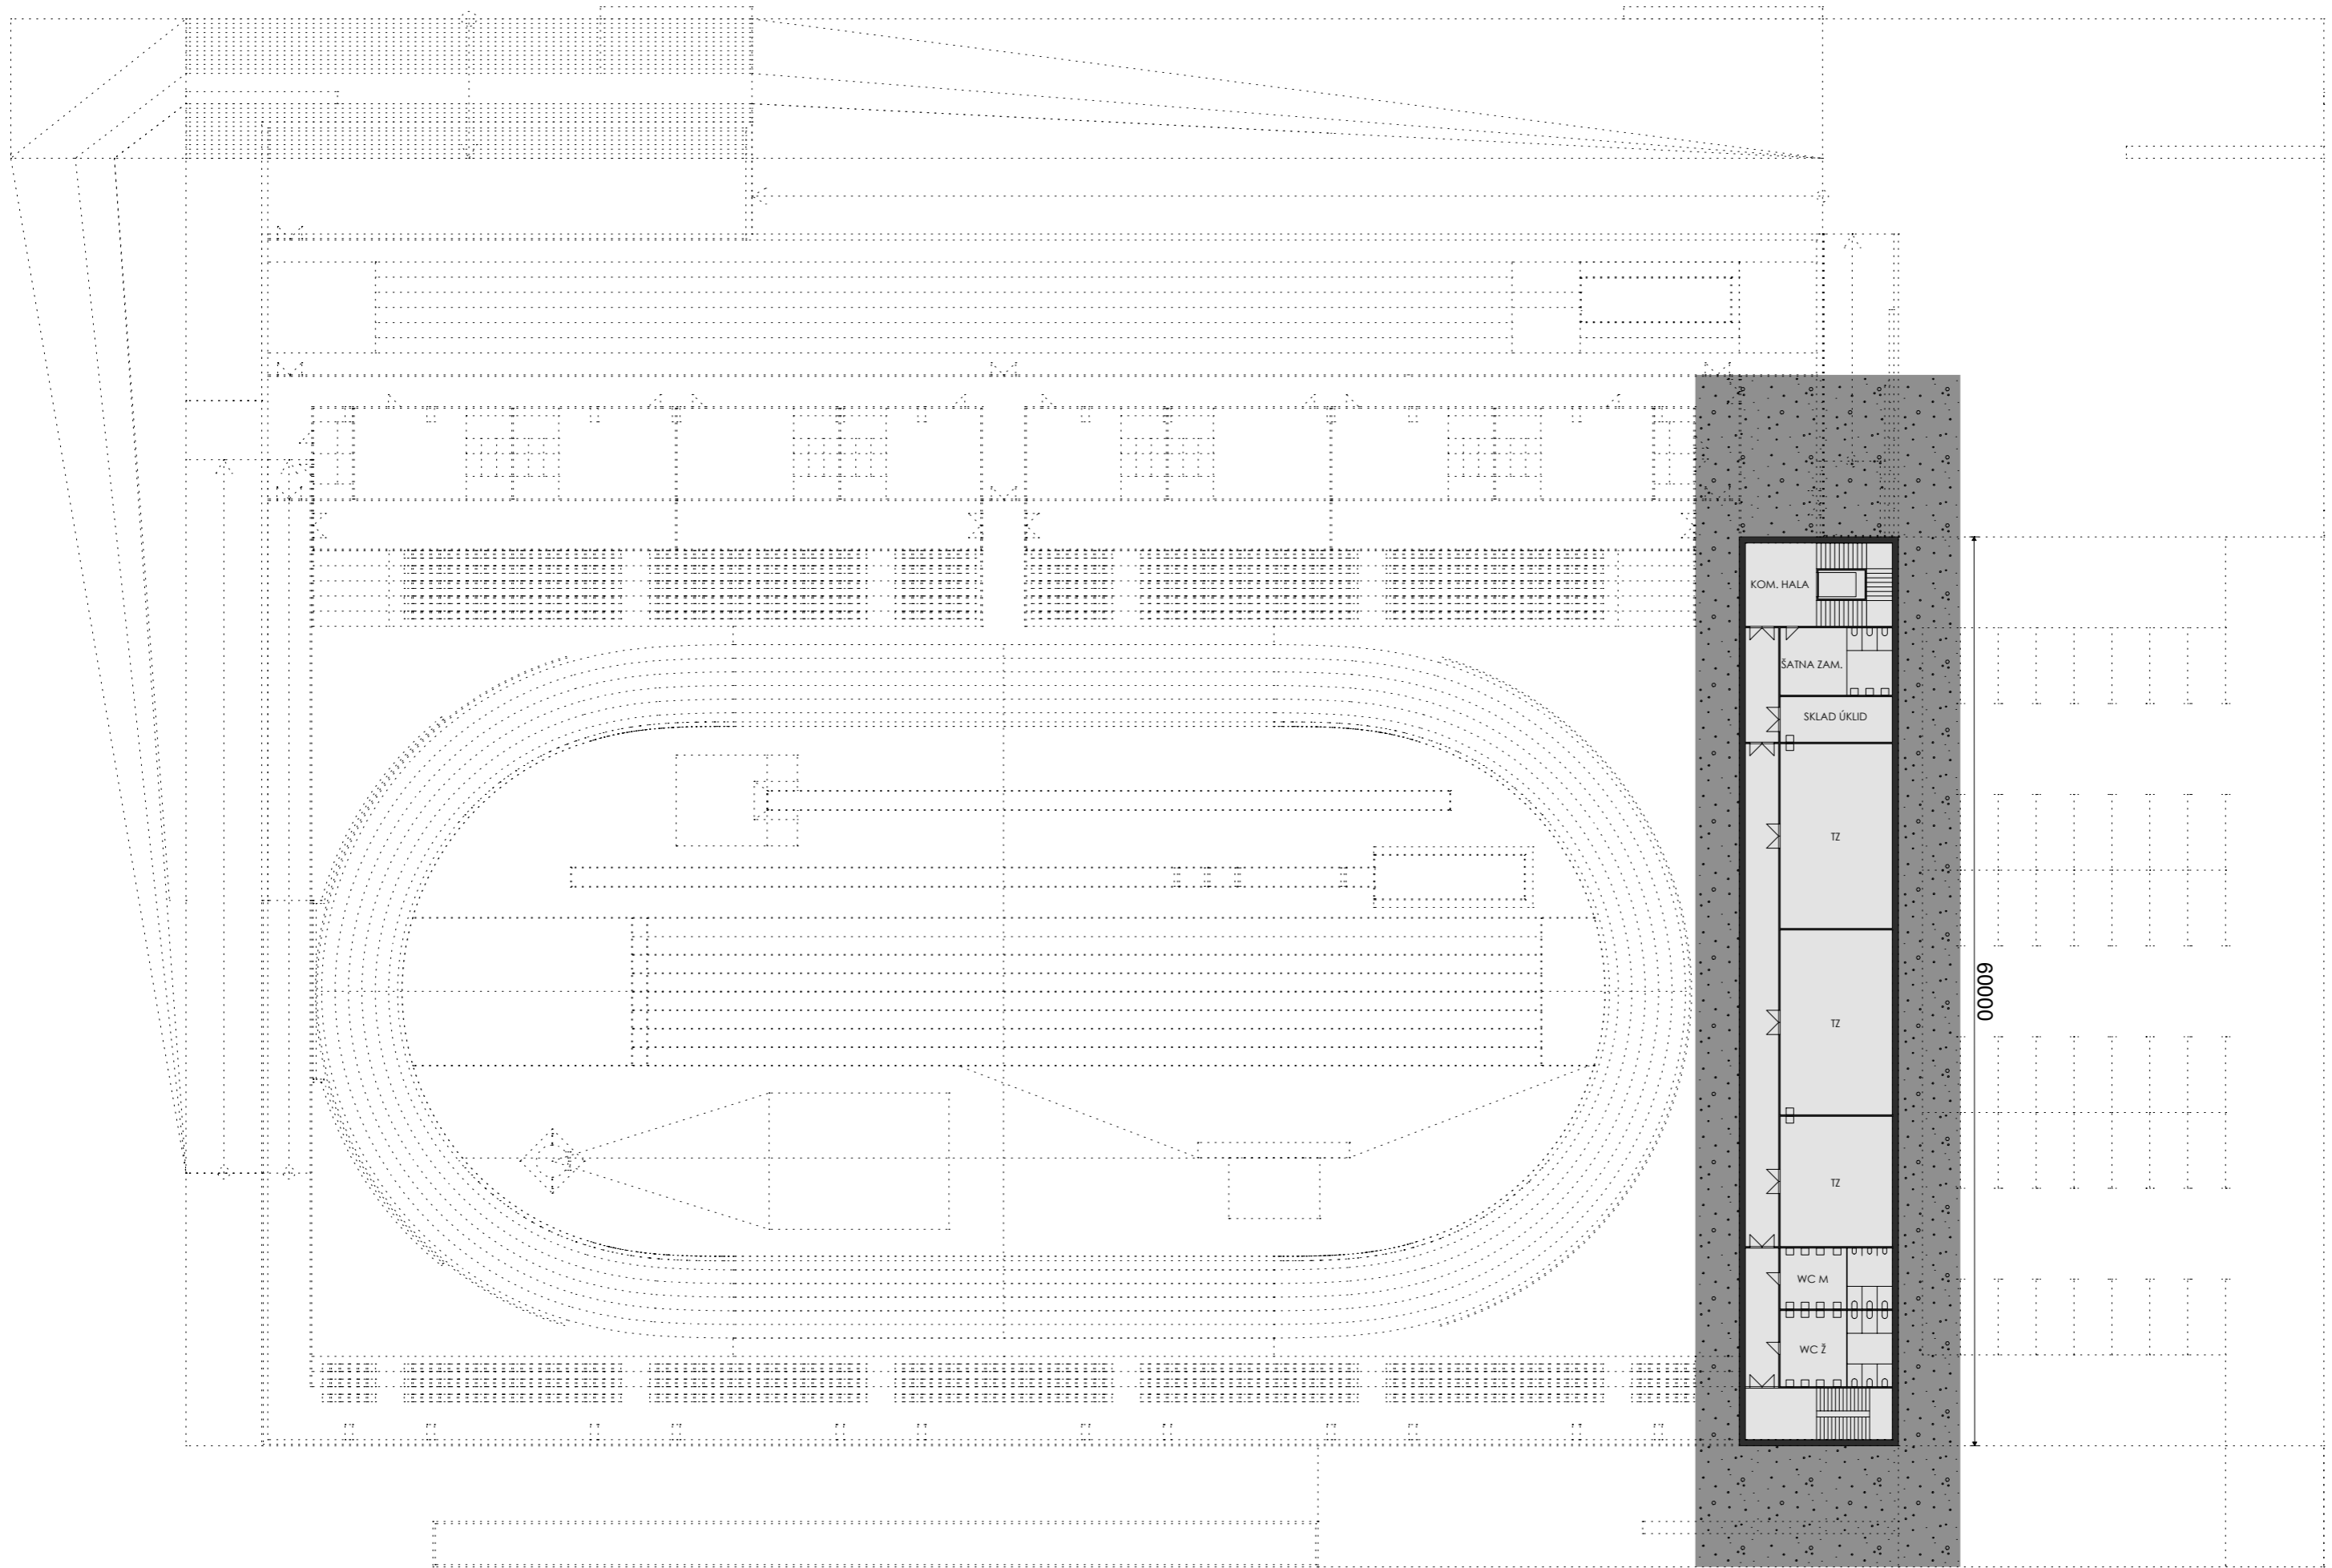 KOM. HALA
ŠATNA ZAM.
SKLAD ÚKLID
TZ
TZ
60000
TZ
WC M
WC Ž